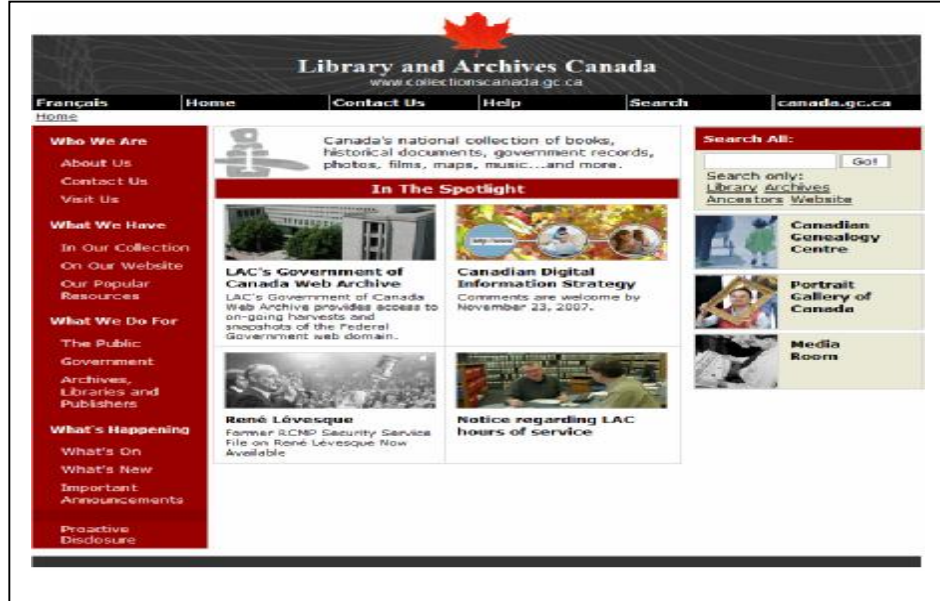 Library and Archives Canada
www.collectionscanada.gc.ca
Français Home Contact Us Help Search canada.gc.ca
Home
Who We Are
About Us
Contact Us
Visit Us
What We Have
In Our Collection
On Our Website
Our Popular
Resources
What We Do For
The Public
Government
Archives,
Libraries and
Publishers
What's Happening
What's On
What's New
Important
Announcements
Proactive
Disclosure
Canada's national collection of books,
historical documents, government records,
photos, films, maps, music...and more.
In The Spotlight
LAC's Government of
Canada Web Archive
LAC's Government of Canada
Web Archive provides access to
on-going harvests and
snapshots of the Federal
Government web domain.
Canadian Digital
Information Strategy
Comments are welcome by
November 23, 2007.
René Lévesque
Former RCMP Security Service
File on René Lévesque Now
Available
Notice regarding LAC
hours of service
Search All:
Go!
Search only:
Library Archives
Ancestors Website
Canadian
Genealogy
Centre
Portrait
Gallery of
Canada
Media
Room